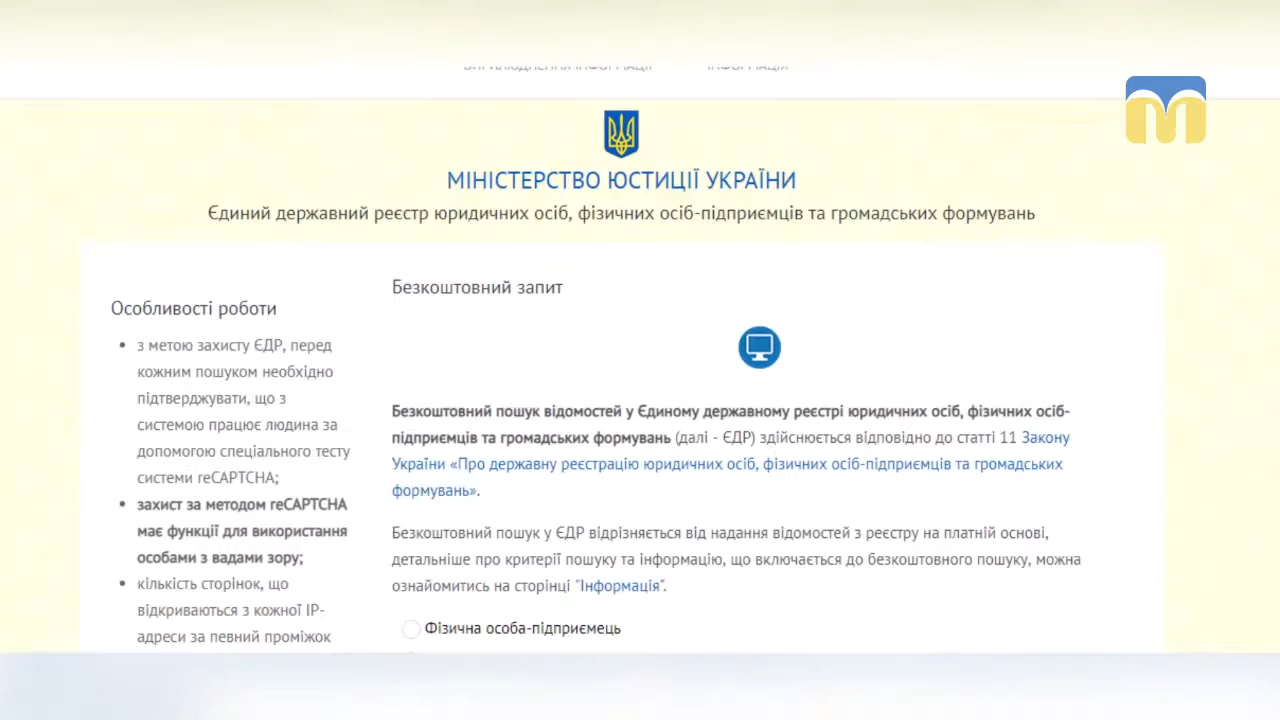 МІНІСТЕРСТВО ЮСТИЦІЇ УКРАЇНИ
Єдиний державний реєстр юридичних осіб, фізичних осіб-підприємців та громадських формувань
Особливості роботи
• з метою захисту ЄДР, перед
кожним пошуком необхідно
підтверджувати, що з
системою працює людина за
допомогою спеціального тесту
системи reCAPTCHA;
• захист за методом reCAPTCHA
має функції для використання
особами з вадами зору;
• кількість сторінок, що
відкриваються з кожної IP-
адреси за певний проміжок
Безкоштовний запит
Безкоштовний пошук відомостей у Єдиному державному реєстрі юридичних осіб, фізичних осіб-
підприємців та громадських формувань (далі - ЄДР) здійснюється відповідно до статті 11 Закону
України «Про державну реєстрацію юридичних осіб, фізичних осіб-підприємців та громадських
формувань».
Безкоштовний пошук у ЄДР відрізняється від надання відомостей з реєстру на платній основі,
детальніше про критерії пошуку та інформацію, що включається до безкоштовного пошуку, можна
ознайомитись на сторінці "Інформація".
Фізична особа-підприємець